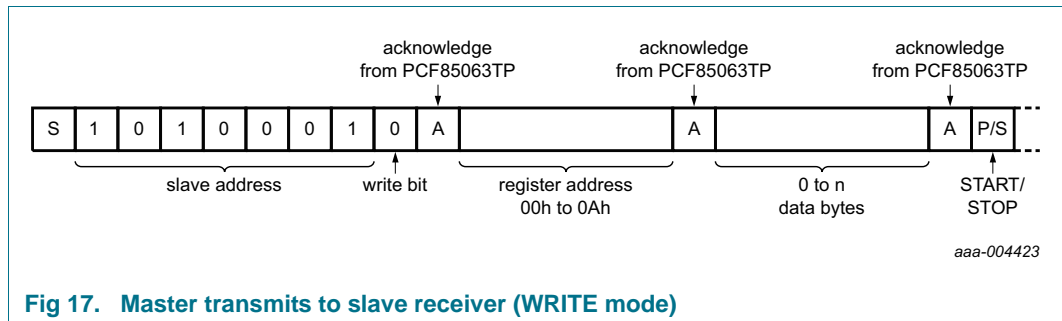 acknowledge acknowledge acknowledge
from PCF85063TP from PCF85063TP from PCF85063TP
S 1 0 1 0 0 0 1 0 A A A P/S
slave address write bit register address 0 to n START/
00h to 0Ah data bytes STOP
aaa-004423
Fig 17. Master transmits to slave receiver (WRITE mode)